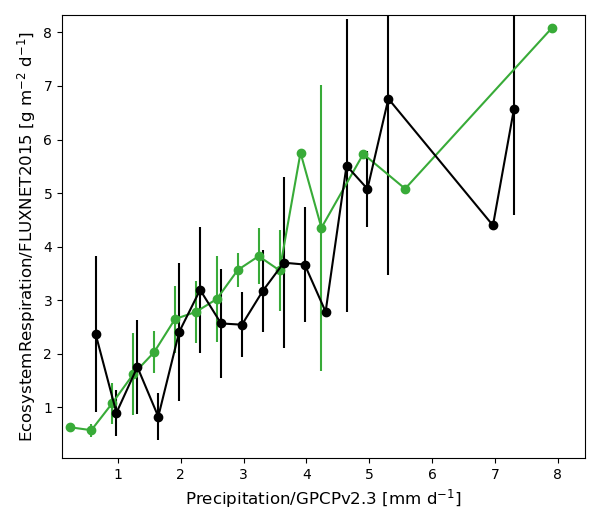 EcosystemRespiration/FLUXNET2015 [g m⁻² d⁻¹]
8
7
6
5
4
3
2
1
1 2 3 4 5 6 7 8
Precipitation/GPCPv2.3 [mm d⁻¹]